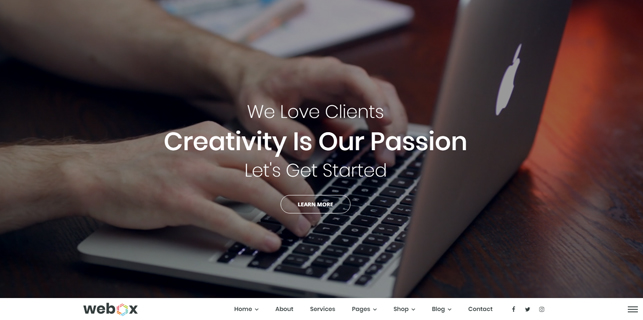 We Love Clients
Creativity Is Our Passion
Let's Get Started
LEARN MORE
webox
Home About Services Pages Shop Blog Contact